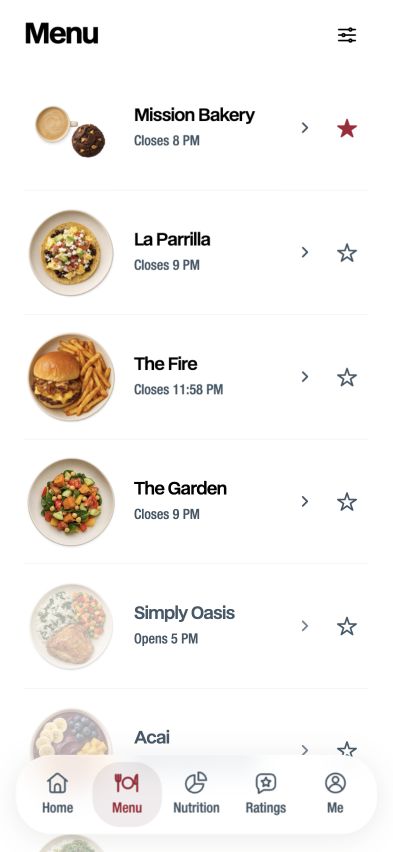 Menu
Mission Bakery
Closes 8 PM
La Parrilla
Closes 9 PM
The Fire
Closes 11:58 PM
The Garden
Closes 9 PM
Simply Oasis
Opens 5 PM
Acai
Home
Menu
Nutrition
Ratings
Me